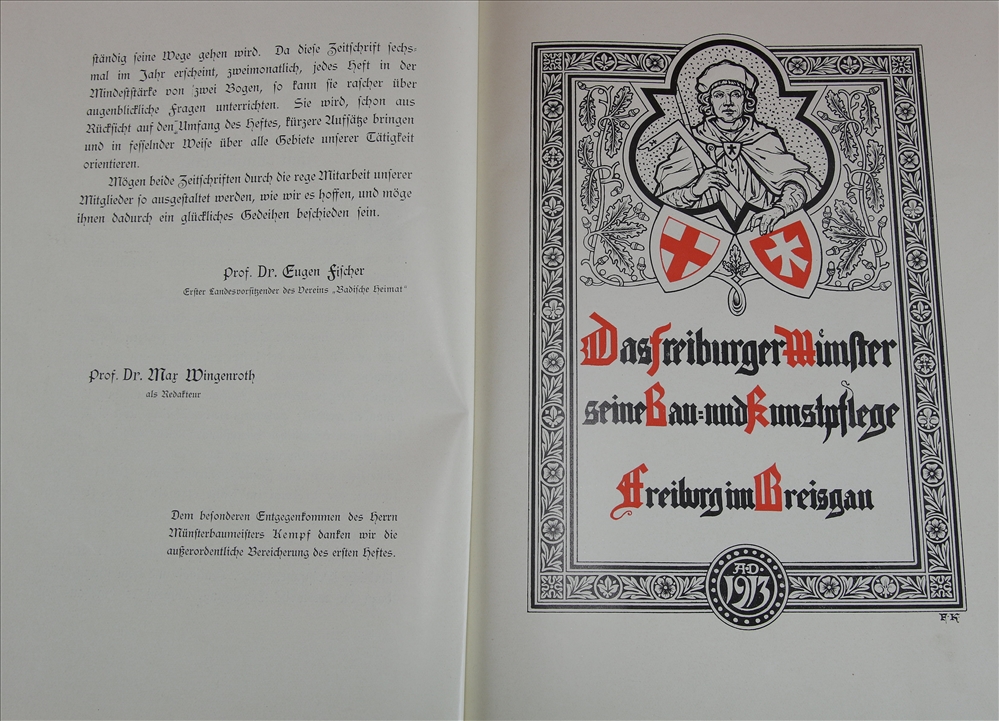 ständig seine Wege gehen wird. Da diese Zeitschrift sechs-
mal im Jahr erscheint, zweimonatlich, jedes Heft in der
Mindeststärke von zwei Bogen, so kann sie rascher über
augenblickliche Fragen unterrichten. Sie wird, schon aus
Rücksicht auf den Umfang des Heftes, kürzere Aufsätze bringen
und in fesselnder Weise über alle Gebiete unserer Tätigkeit
orientieren.
Mögen beide Zeitschriften durch die rege Mitarbeit unserer
Mitglieder so ausgestaltet werden, wie wir es hoffen, und möge
ihnen dadurch ein glückliches Gedeihen beschieden sein.
Prof. Dr. Eugen Fischer
Erster Landesvorsitzender des Vereins „Badische Heimat“
Prof. Dr. Max Wingenroth
als Redakteur
Dem besonderen Entgegenkommen des Herrn
Münsterbaumeisters Kempf danken wir die
außerordentliche Bereicherung des ersten Heftes.
Das Freiburger Münster
seine Bau= und Kunstpflege
Freiburg im Breisgau
A·D·
1913
F·K